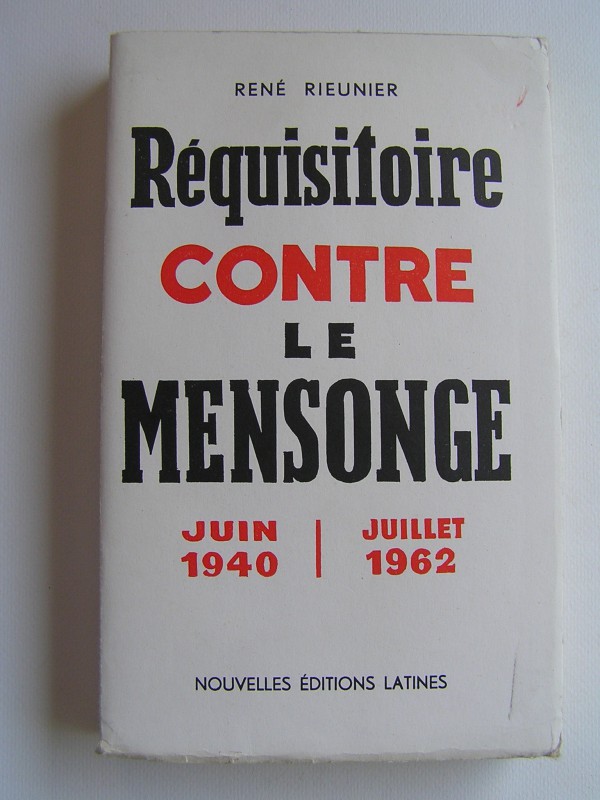 RENÉ RIEUNIER
Réquisitoire
CONTRE
LE
MENSONGE
JUIN 1940 | JUILLET 1962
NOUVELLES ÉDITIONS LATINES